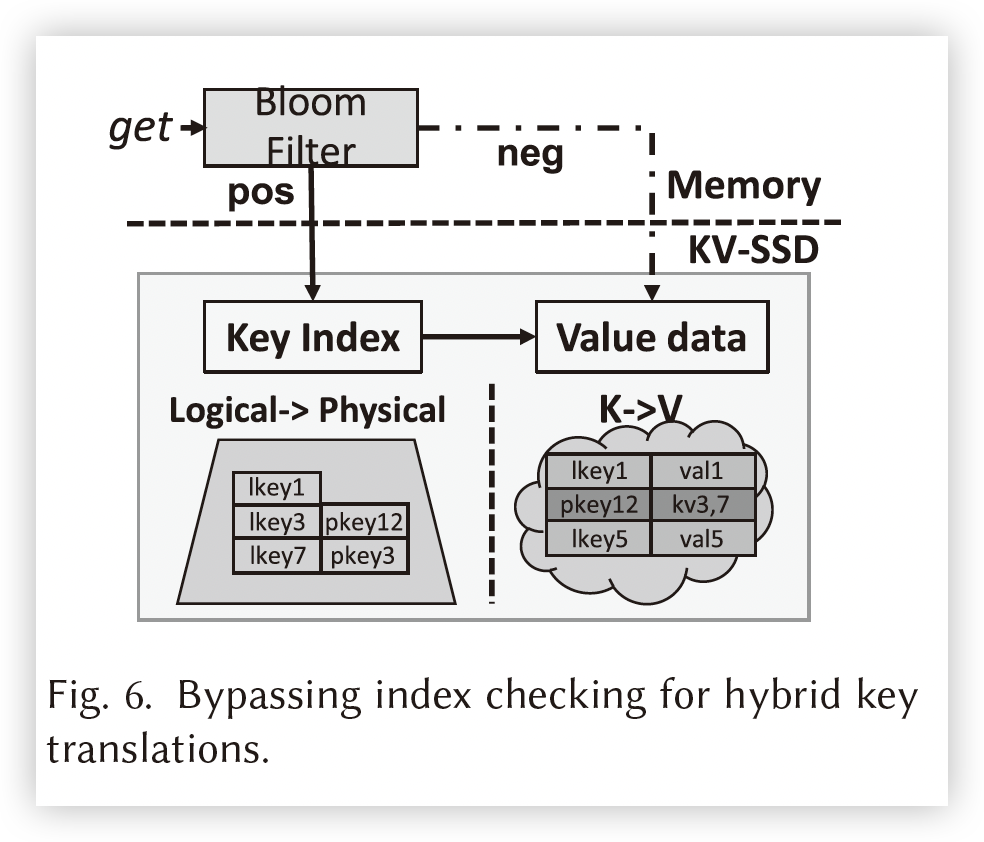 get
Bloom
Filter
neg
pos
Memory
KV-SSD
Key Index
Value data
Logical-> Physical
K->V
lkey1
lkey3 pkey12
lkey7 pkey3
lkey1 val1
pkey12 kv3,7
lkey5 val5
Fig. 6. Bypassing index checking for hybrid key
translations.